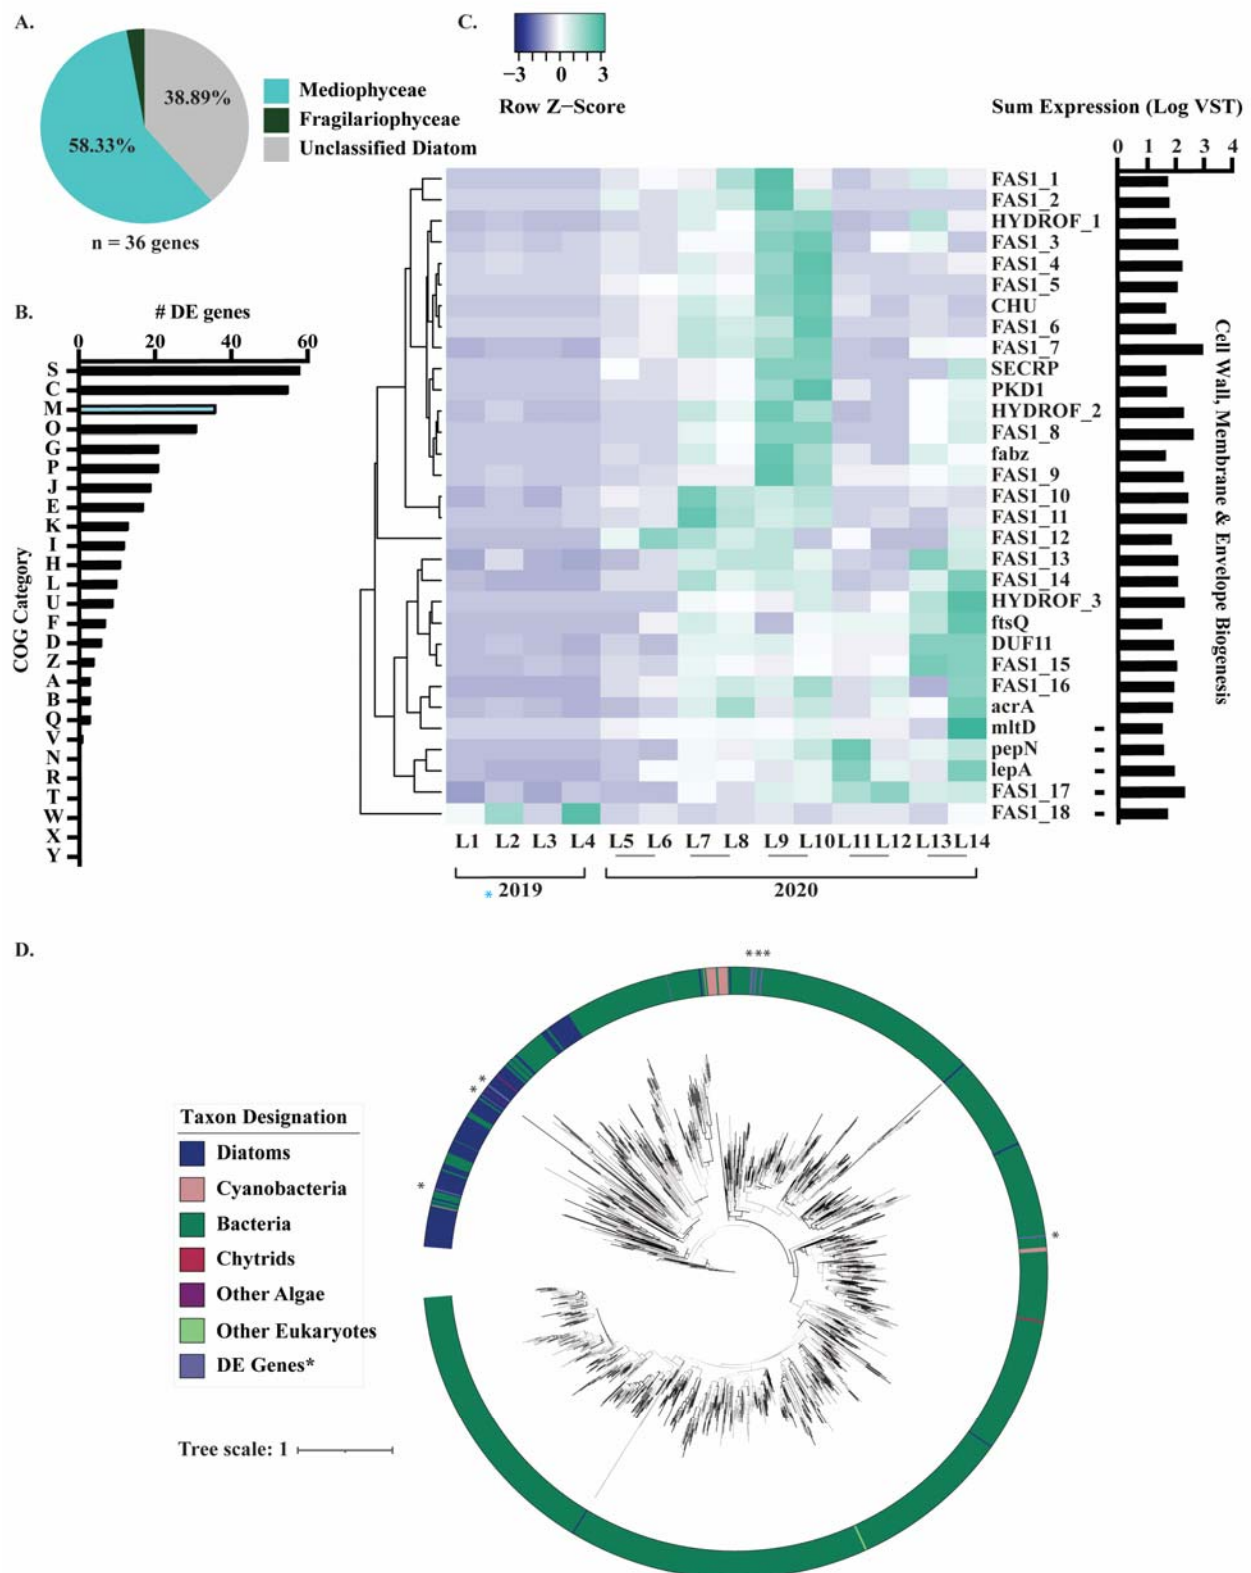 A.
38.89%
58.33%
n = 36 genes
Mediophyceae
Fragilariophyceae
Unclassified Diatom
B.
# DE genes
0 20 40 60
COG Category
S
C
M
O
G
P
J
E
K
I
H
L
U
F
D
Z
A
B
Q
V
N
R
T
W
X
Y
C.
−3 0 3
Row Z−Score
Sum Expression (Log VST)
0 1 2 3 4
FAS1_1
FAS1_2
HYDROF_1
FAS1_3
FAS1_4
FAS1_5
CHU
FAS1_6
FAS1_7
SECRP
PKD1
HYDROF_2
FAS1_8
fabz
FAS1_9
FAS1_10
FAS1_11
FAS1_12
FAS1_13
FAS1_14
HYDROF_3
ftsQ
DUF11
FAS1_15
FAS1_16
acrA
mltD
pepN
lepA
FAS1_17
FAS1_18
Cell Wall, Membrane & Envelope Biogenesis
L1 L2 L3 L4 L5 L6 L7 L8 L9 L10 L11 L12 L13 L14
* 2019 2020
D.
***
**
*
*
Taxon Designation
Diatoms
Cyanobacteria
Bacteria
Chytrids
Other Algae
Other Eukaryotes
DE Genes*
Tree scale: 1